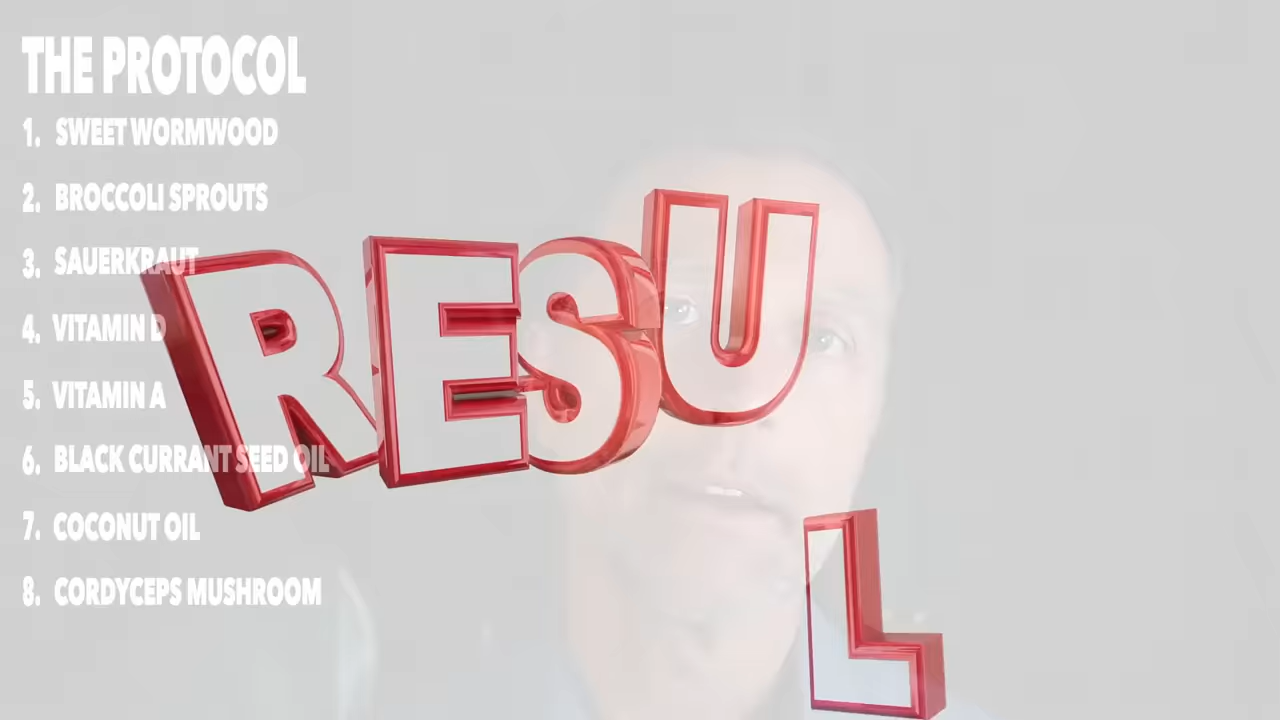 THE PROTOCOL
1. SWEET WORMWOOD
2. BROCCOLI SPROUTS
3. SAUERKRAUT
4. VITAMIN D
5. VITAMIN A
6. BLACK CURRANT SEED OIL
7. COCONUT OIL
8. CORDYCEPS MUSHROOM
RESUL